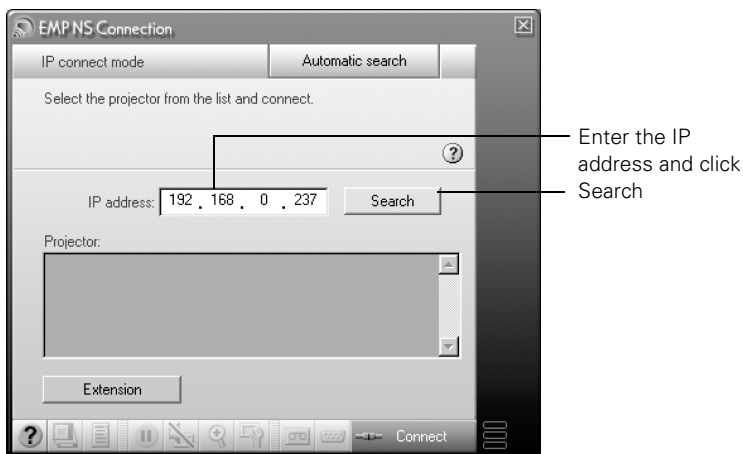 EMP NS Connection
IP connect mode
Automatic search
Select the projector from the list and connect.
?
Enter the IP
address and click
Search
IP address: 192 . 168 . 0 . 237
Search
Projector:
Extension
?
Connect